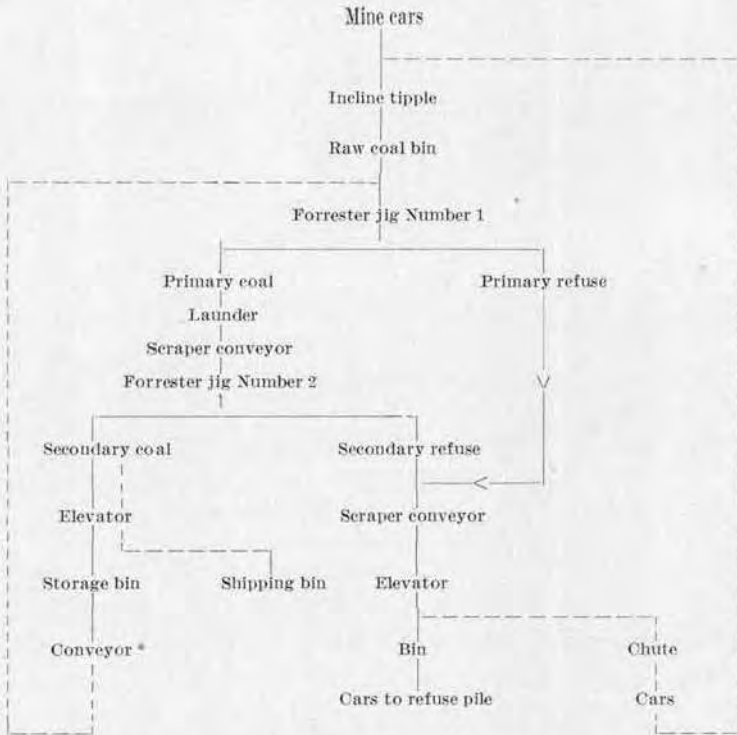 Mine cars
Incline tipple
Raw coal bin
Forrester jig Number 1
Primary coal
Primary refuse
Launder
Scraper conveyor
Forrester jig Number 2
Secondary coal
Secondary refuse
Elevator
Scraper conveyor
Storage bin
Shipping bin
Elevator
Conveyor *
Bin
Chute
Cars to refuse pile
Cars